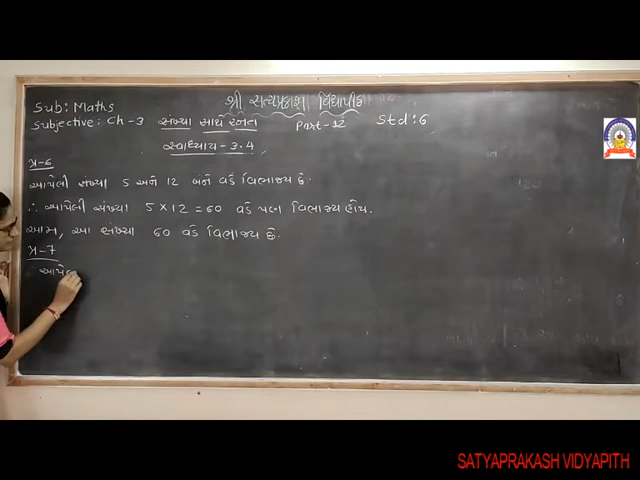 શ્રી સત્યપ્રકાશ વિદ્યાપીઠ
Sub: Maths
Subjective: Ch-3 સંખ્યા સાથે રમત Part-12 Std:6
સ્વાધ્યાય-3.4
પ્ર-6
આપેલી સંખ્યા 5 અને 12 બંને વડે વિભાજ્ય છે.
∴ આપેલી સંખ્યા 5 × 12 = 60 વડે પણ વિભાજ્ય હોય.
આમ, આ સંખ્યા 60 વડે વિભાજ્ય છે.
પ્ર-7
આપેલ
SATYAPRAKASH VIDYAPITH